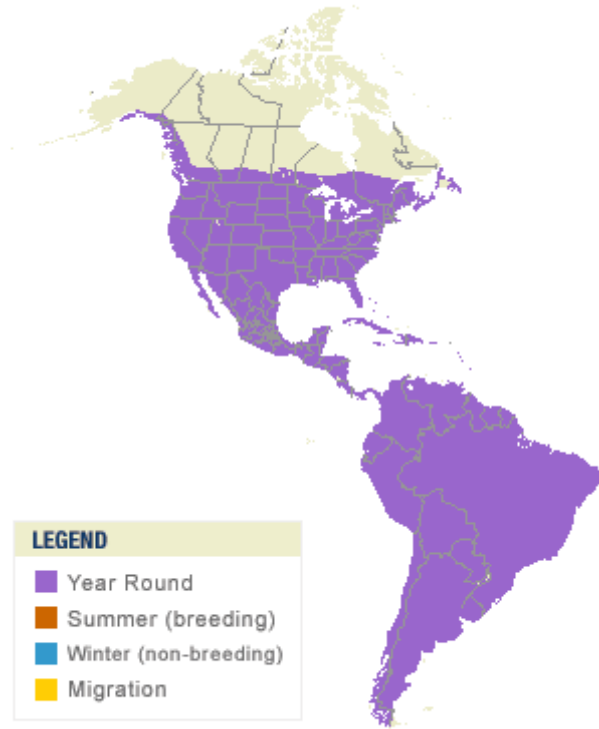 LEGEND
Year Round
Summer (breeding)
Winter (non-breeding)
Migration